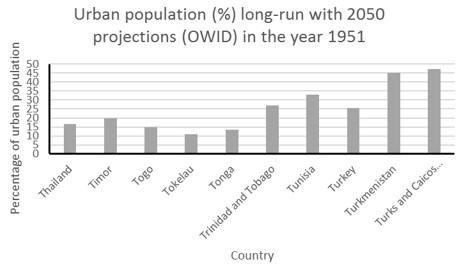 Urban population (%) long-run with 2050
projections (OWID) in the year 1951
Percentage of urban population
50
45
40
35
30
25
20
15
10
5
0
Thailand
Timor
Togo
Tokelau
Tonga
Trinidad and Tobago
Tunisia
Turkey
Turkmenistan
Turks and Caicos...
Country